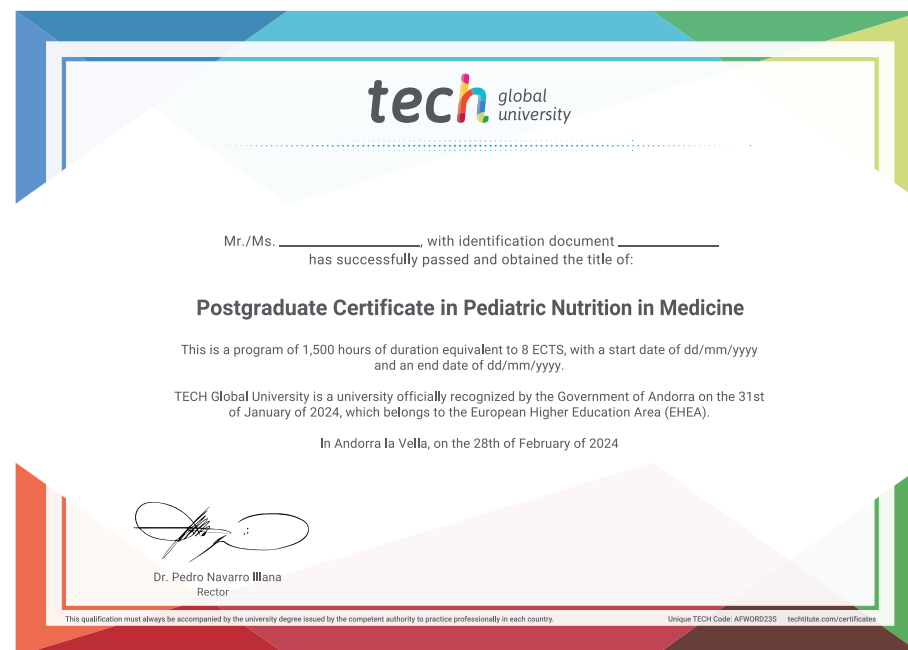 tech global university
Mr./Ms. ____________________, with identification document ______________
has successfully passed and obtained the title of:
Postgraduate Certificate in Pediatric Nutrition in Medicine
This is a program of 1,500 hours of duration equivalent to 8 ECTS, with a start date of dd/mm/yyyy
and an end date of dd/mm/yyyy.
TECH Global University is a university officially recognized by the Government of Andorra on the 31st
of January of 2024, which belongs to the European Higher Education Area (EHEA).
In Andorra la Vella, on the 28th of February of 2024
Dr. Pedro Navarro Illana
Rector
This qualification must always be accompanied by the university degree issued by the competent authority to practice professionally in each country.
Unique TECH Code: AFWORD23S techtitute.com/certificates